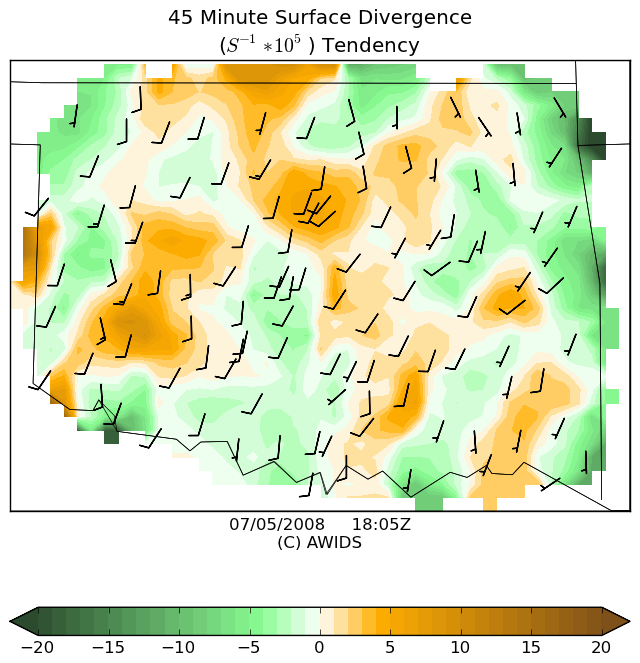 45 Minute Surface Divergence
(S⁻¹ * 10⁵ ) Tendency
07/05/2008 18:05Z
(C) AWIDS
−20 −15 −10 −5 0 5 10 15 20